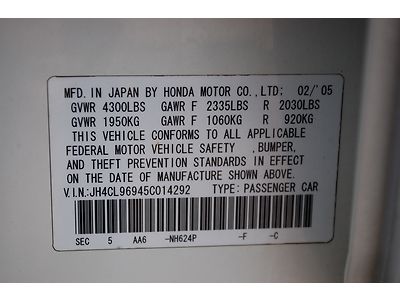 MFD. IN JAPAN BY HONDA MOTOR CO.,LTD: 02/'05
GVWR 4300LBS GAWR F 2335LBS R 2030LBS
GVWR 1950KG GAWR F 1060KG R 920KG
THIS VEHICLE CONFORMS TO ALL APPLICABLE
FEDERAL MOTOR VEHICLE SAFETY ,BUMPER,
AND THEFT PREVENTION STANDARDS IN EFFECT
ON THE DATE OF MANUFACTURE SHOWN ABOVE.
V.IN:JH4CL96945C014292 TYPE: PASSENGER CAR
SEC 5 AA6 -NH624P -F -C